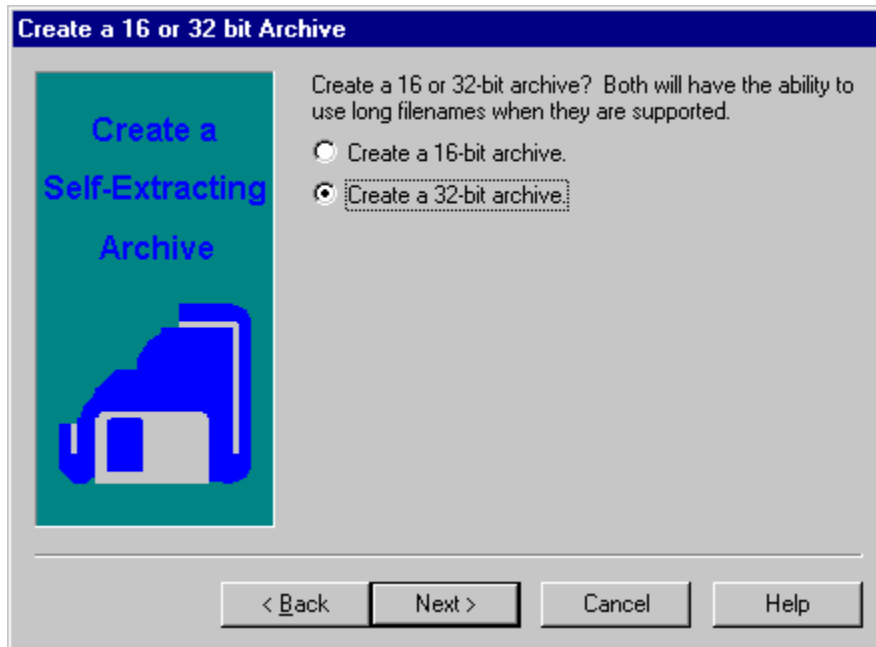 Create a 16 or 32 bit Archive
Create a
Self-Extracting
Archive
Create a 16 or 32-bit archive? Both will have the ability to
use long filenames when they are supported.
Create a 16-bit archive.
Create a 32-bit archive.
< Back
Next >
Cancel
Help